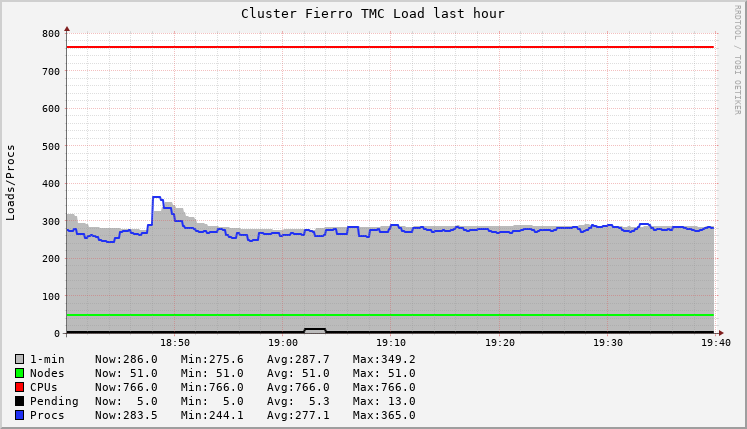 Cluster Fierro TMC Load last hour
RRDTOOL / TOBI OETIKER
Loads/Procs
800
700
600
500
400
300
200
100
0
18:50 19:00 19:10 19:20 19:30 19:40
1-min Now:286.0 Min:275.6 Avg:287.7 Max:349.2
Nodes Now: 51.0 Min: 51.0 Avg: 51.0 Max: 51.0
CPUs Now:766.0 Min:766.0 Avg:766.0 Max:766.0
Pending Now: 5.0 Min: 5.0 Avg: 5.3 Max: 13.0
Procs Now:283.5 Min:244.1 Avg:277.1 Max:365.0